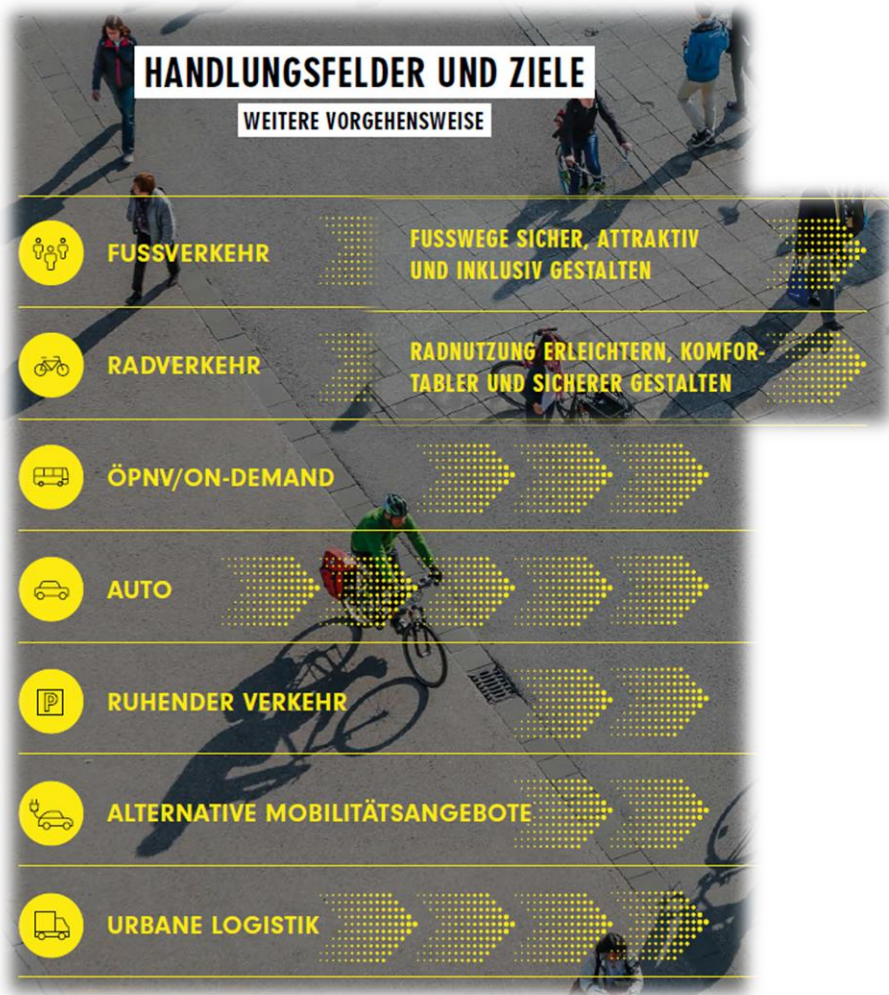 HANDLUNGSFELDER UND ZIELE
WEITERE VORGEHENSWEISE
FUSSVERKEHR
FUSSWEGE SICHER, ATTRAKTIV
UND INKLUSIV GESTALTEN
RADVERKEHR
RADNUTZUNG ERLEICHTERN, KOMFOR-
TABLER UND SICHERER GESTALTEN
ÖPNV/ON-DEMAND
AUTO
P
RUHENDER VERKEHR
ALTERNATIVE MOBILITÄTSANGEBOTE
URBANE LOGISTIK